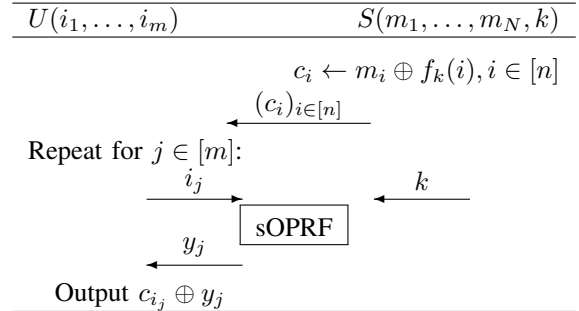 U(i_1, . . . , i_m) S(m_1, . . . , m_N, k)
c_i ← m_i ⊕ f_k(i), i ∈ [n]
(c_i)_{i∈[n]}
Repeat for j ∈ [m]:
i_j k
sOPRF
y_j
Output c_{i_j} ⊕ y_j